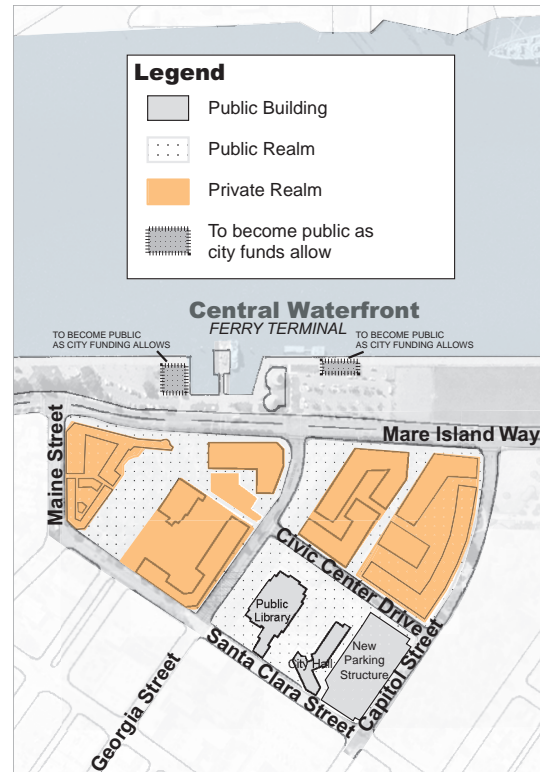 Legend
Public Building
Public Realm
Private Realm
To become public as
city funds allow
Central Waterfront
FERRY TERMINAL
TO BECOME PUBLIC
AS CITY FUNDING ALLOWS
TO BECOME PUBLIC
AS CITY FUNDING ALLOWS
Mare Island Way
Maine Street
Civic Center Drive
Public
Library
City Hall
New
Parking
Structure
Santa Clara Street
Capitol Street
Georgia Street